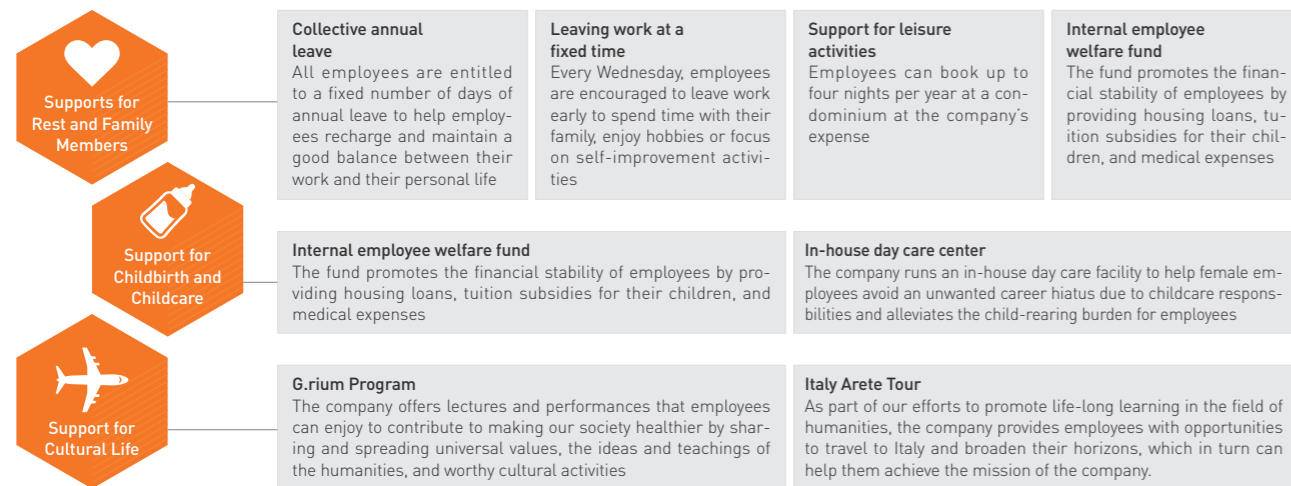 Supports for
Rest and Family
Members
Collective annual
leave
All employees are entitled
to a fixed number of days of
annual leave to help employ-
ees recharge and maintain a
good balance between their
work and their personal life
Leaving work at a
fixed time
Every Wednesday, employees
are encouraged to leave work
early to spend time with their
family, enjoy hobbies or focus
on self-improvement activi-
ties
Support for leisure
activities
Employees can book up to
four nights per year at a con-
dominium at the company's
expense
Internal employee
welfare fund
The fund promotes the finan-
cial stability of employees by
providing housing loans, tu-
ition subsidies for their chil-
dren, and medical expenses
Support for
Childbirth and
Childcare
Internal employee welfare fund
The fund promotes the financial stability of employees by pro-
viding housing loans, tuition subsidies for their children, and
medical expenses
In-house day care center
The company runs an in-house day care facility to help female em-
ployees avoid an unwanted career hiatus due to childcare respons-
bilities and alleviates the child-rearing burden for employees
Support for
Cultural Life
G.rium Program
The company offers lectures and performances that employees
can enjoy to contribute to making our society healthier by shar-
ing and spreading universal values, the ideas and teachings of
the humanities, and worthy cultural activities
Italy Arete Tour
As part of our efforts to promote life-long learning in the field of
humanities, the company provides employees with opportunities
to travel to Italy and broaden their horizons, which in turn can
help them achieve the mission of the company.